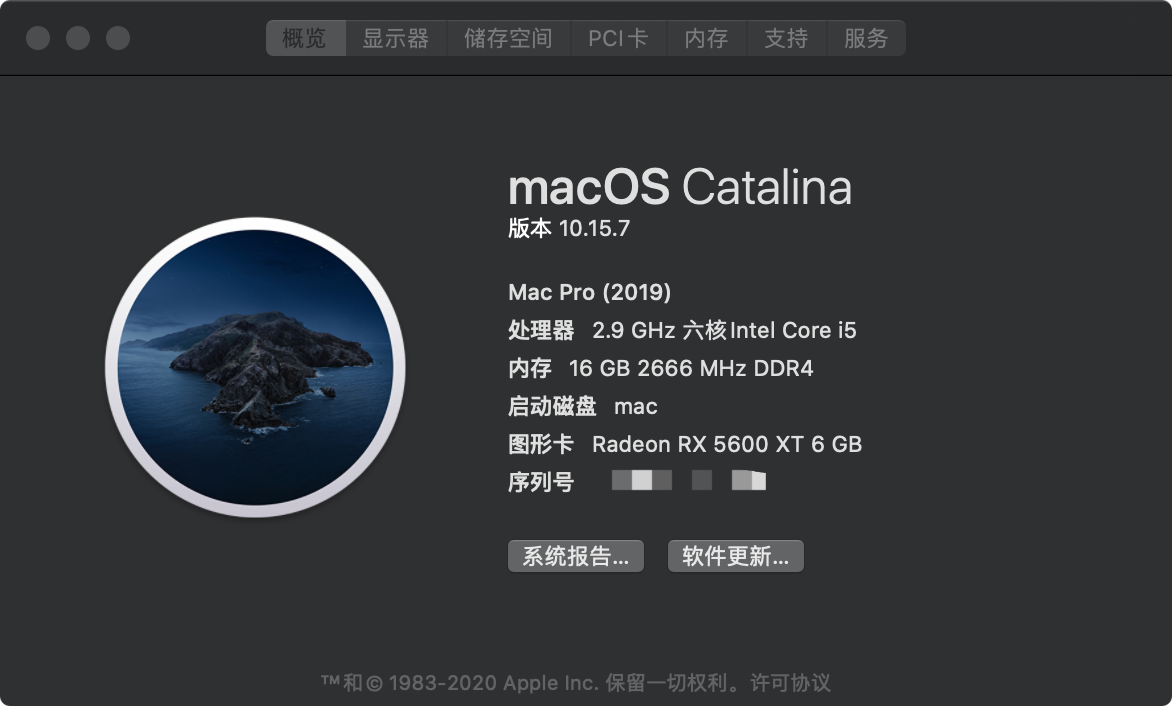 概览 显示器 储存空间 PCI 卡 内存 支持 服务
macOS Catalina
版本 10.15.7
Mac Pro (2019)
处理器 2.9 GHz 六核Intel Core i5
内存 16 GB 2666 MHz DDR4
启动磁盘 mac
图形卡 Radeon RX 5600 XT 6 GB
序列号
系统报告... 软件更新...
™和© 1983-2020 Apple Inc. 保留一切权利。许可协议